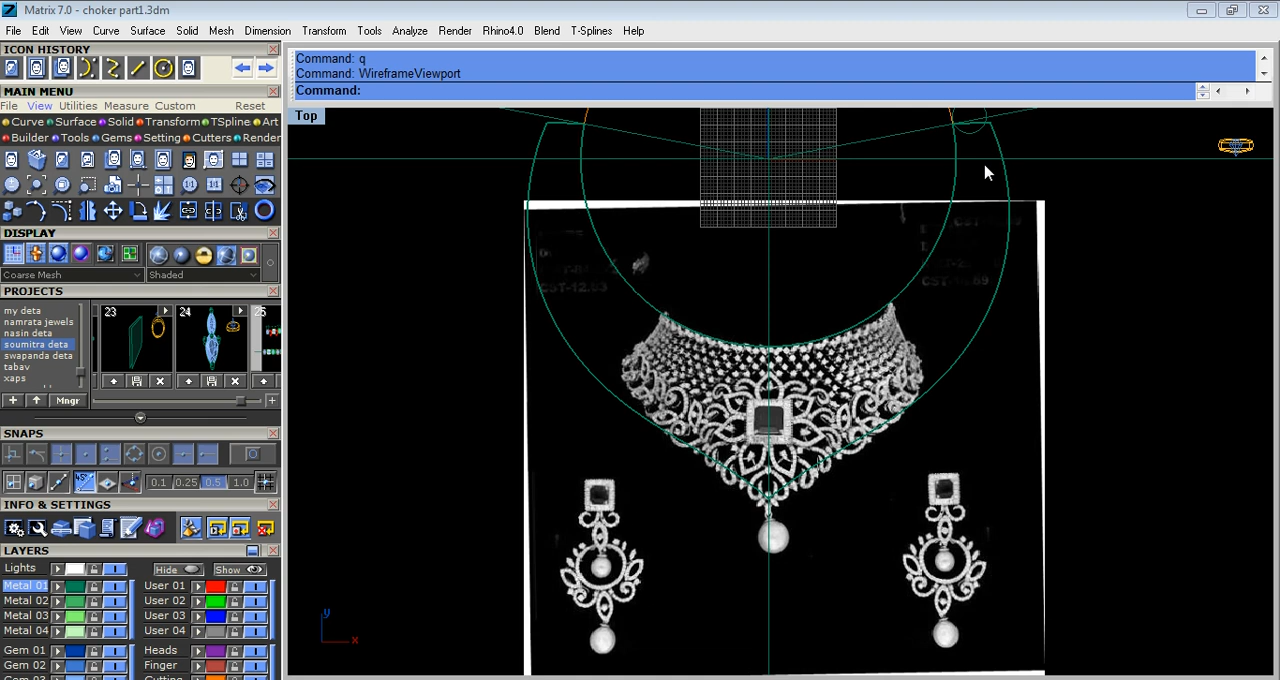 Matrix 7.0 - choker part1.3dm
File Edit View Curve Surface Solid Mesh Dimension Transform Tools Analyze Render Rhino4.0 Blend T-Splines Help
ICON HISTORY
Command: q
Command: WireframeViewport
Command:
MAIN MENU
File View Utilities Measure Custom Reset
Curve Surface Solid Transform TSpline Art
Builder Tools Gems Setting Cutters Render
Top
DISPLAY
Coarse Mesh Shaded
PROJECTS
my deta
namrata jewels
nasin deta
soumitra deta
swapanda deta
tabav
xaps
23 24 25
Mngr
SNAPS
45°
0.1 0.25 0.5 1.0
INFO & SETTINGS
LAYERS
Lights Hide Show
Metal 01 User 01
Metal 02 User 02
Metal 03 User 03
Metal 04 User 04
Gem 01 Heads
Gem 02 Finger
y
x